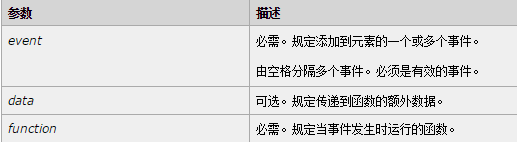 参数 描述
event 必需。规定添加到元素的一个或多个事件。
由空格分隔多个事件。必须是有效的事件。
data 可选。规定传递到函数的额外数据。
function 必需。规定当事件发生时运行的函数。